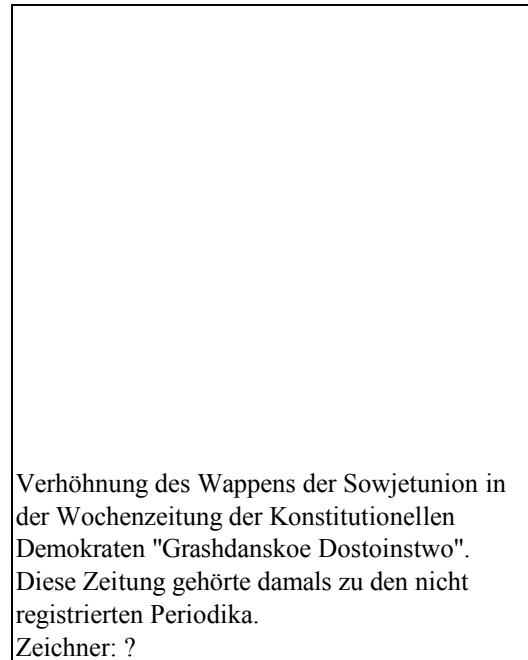 Verhöhnung des Wappens der Sowjetunion in
der Wochenzeitung der Konstitutionellen
Demokraten "Grashdanskoe Dostoinstwo".
Diese Zeitung gehörte damals zu den nicht
registrierten Periodika.
Zeichner: ?